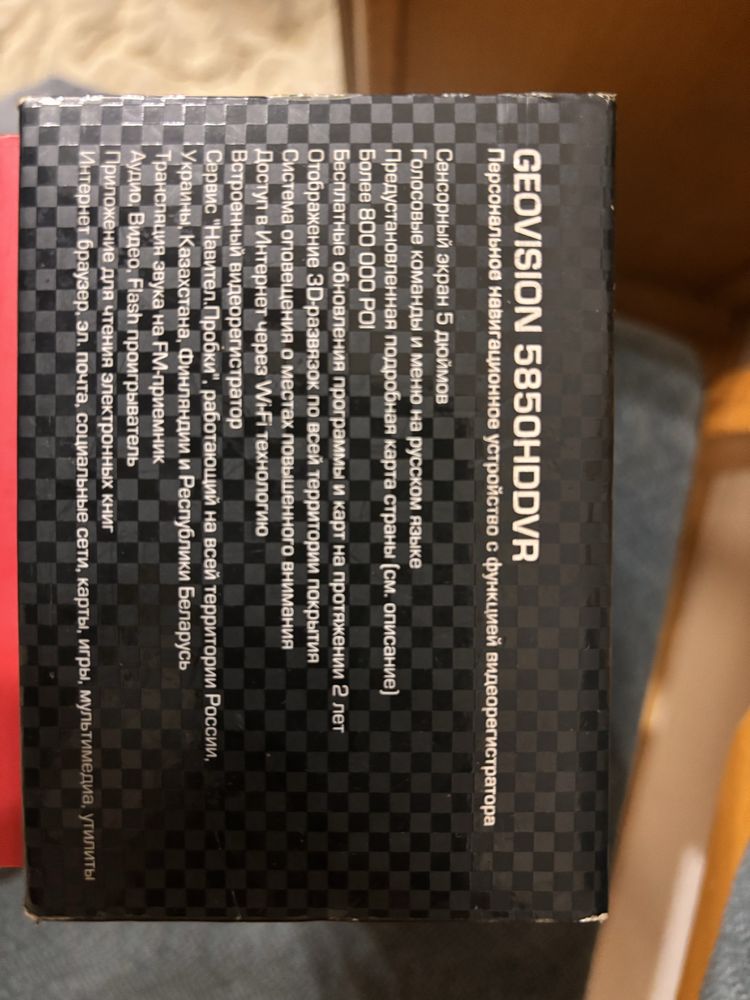 GEOVISION 5850HDDVR
Персональное навигационное устройство с функцией видеорегистратора
Сенсорный экран 5 дюймов
Голосовые команды и меню на русском языке
Предустановленная подробная карта страны (см. описание)
Более 800 000 POI
Бесплатные обновления программы и карт на протяжении 2 лет
Отображение 3D-развязок по всей территории покрытия
Система оповещения о местах повышенного внимания
Доступ в Интернет через Wi-Fi технологию
Встроенный видеорегистратор
Сервис "Навител.Пробки", работающий на всей территории России,
Украины, Казахстана, Финляндии и Республики Беларусь
Трансляция звука на FM-приемник
Аудио, Видео, Flash проигрыватель
Приложение для чтения электронных книг
Интернет браузер, эл. почта, социальные сети, карты, игры, мультимедиа, утилиты